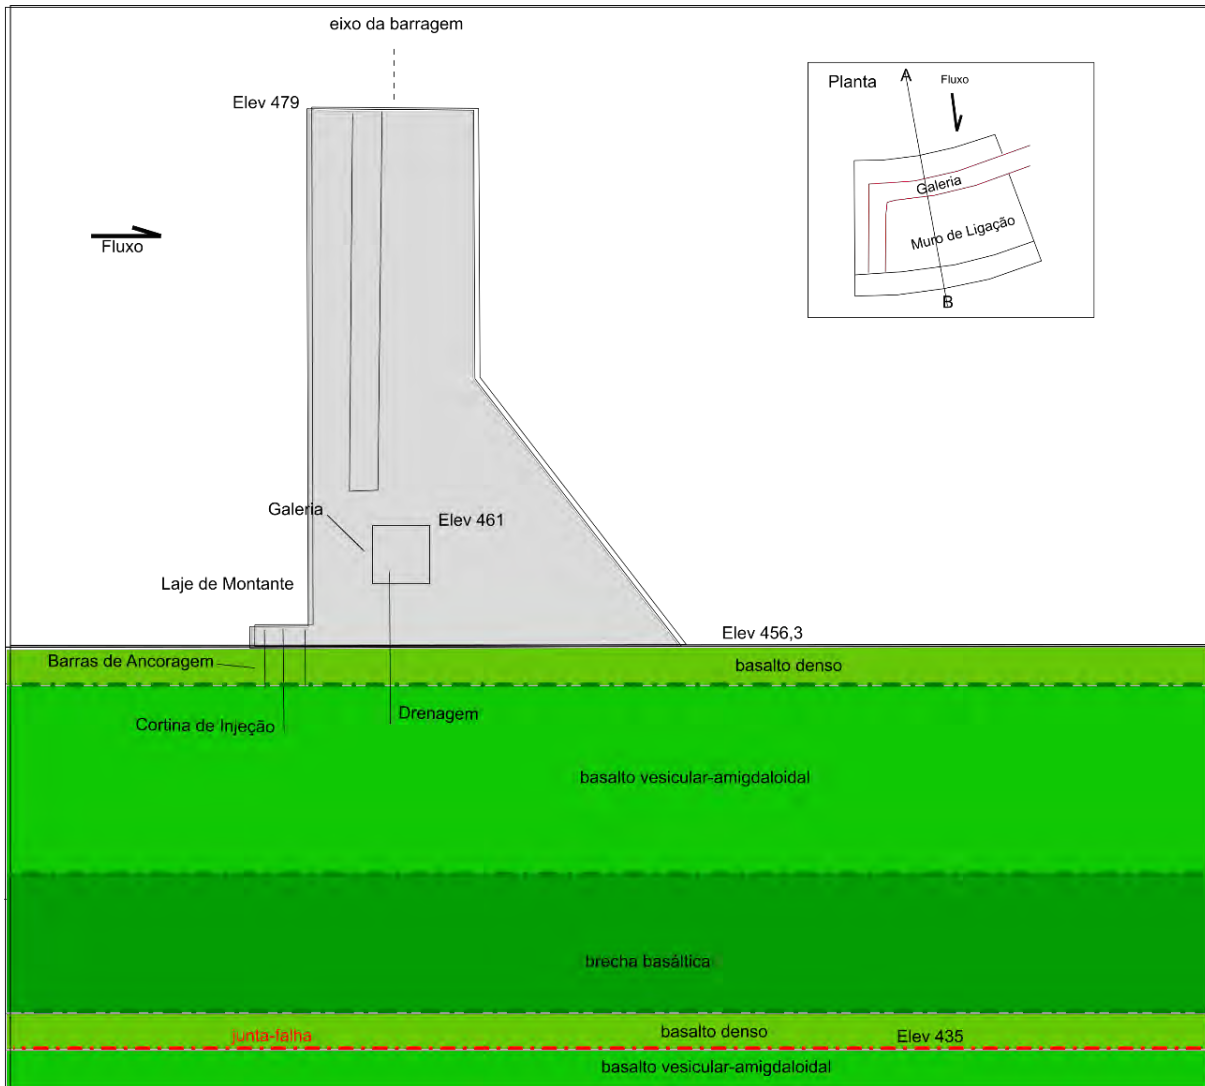 eixo da barragem
Elev 479
Fluxo
Planta
A
Fluxo
Galeria
Muro de Ligação
B
Galeria
Elev 461
Laje de Montante
Elev 456,3
Barras de Ancoragem
basalto denso
Cortina de Injeção
Drenagem
basalto vesicular-amigdaloidal
brecha basáltica
junta-falha
basalto denso
Elev 435
basalto vesicular-amigdaloidal